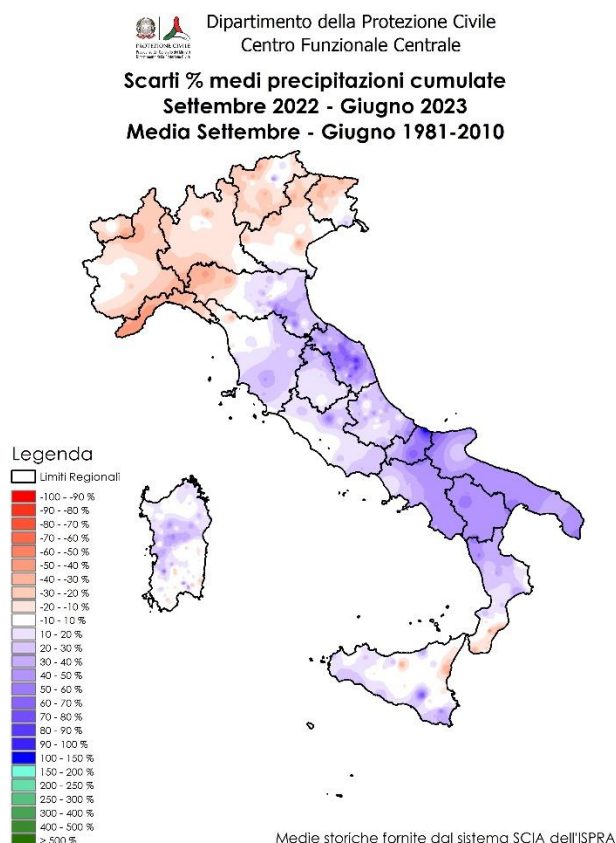 Dipartimento della Protezione Civile
Centro Funzionale Centrale
PROTEZIONE CIVILE
Scarti % medi precipitazioni cumulate
Settembre 2022 - Giugno 2023
Media Settembre - Giugno 1981-2010
Legenda
Limiti Regionali
-100 - -90 %
-90 - -80 %
-80 - -70 %
-70 - -60 %
-60 - -50 %
-50 - -40 %
-40 - -30 %
-30 - -20 %
-20 - -10 %
-10 - 10 %
10 - 20 %
20 - 30 %
30 - 40 %
40 - 50 %
50 - 60 %
60 - 70 %
70 - 80 %
80 - 90 %
90 - 100 %
100 - 150 %
150 - 200 %
200 - 250 %
250 - 300 %
300 - 400 %
400 - 500 %
> 500 %
Medie storiche fornite dal sistema SCIA dell'ISPRA